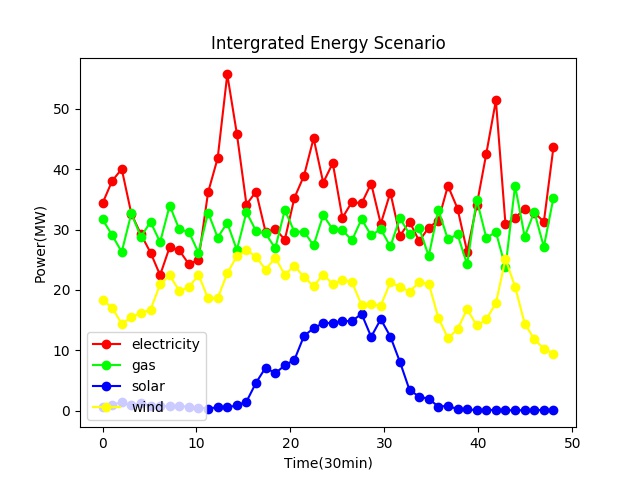 Intergrated Energy Scenario
Power(MW)
50
40
30
20
10
0
electricity
gas
solar
wind
0 10 20 30 40 50
Time(30min)